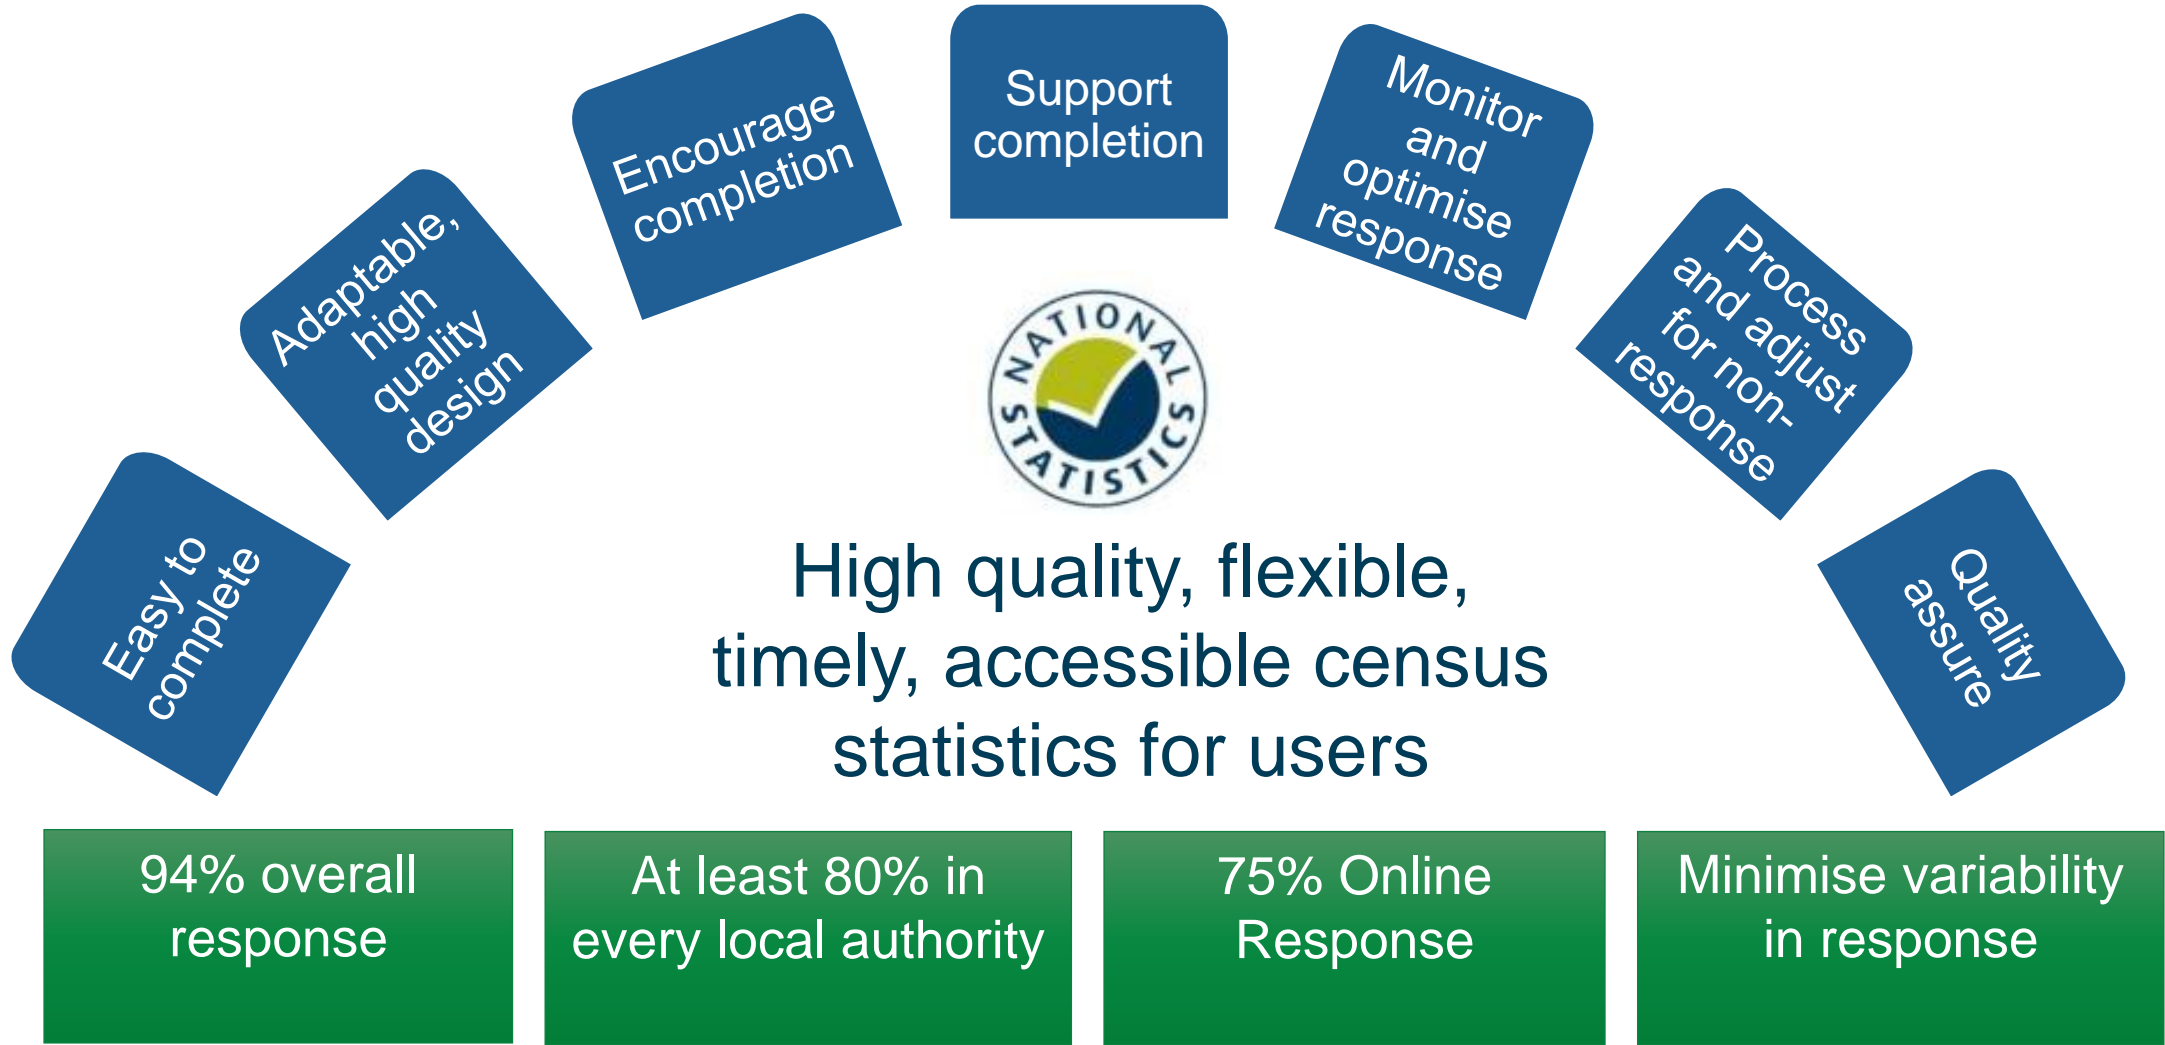 Easy to
complete
Adaptable,
high
quality
design
Encourage
completion
Support
completion
Monitor
and
optimise
response
Process
and adjust
for non-
response
Quality
assure
NATIONAL
STATISTICS
High quality, flexible,
timely, accessible census
statistics for users
94% overall
response
At least 80% in
every local authority
75% Online
Response
Minimise variability
in response